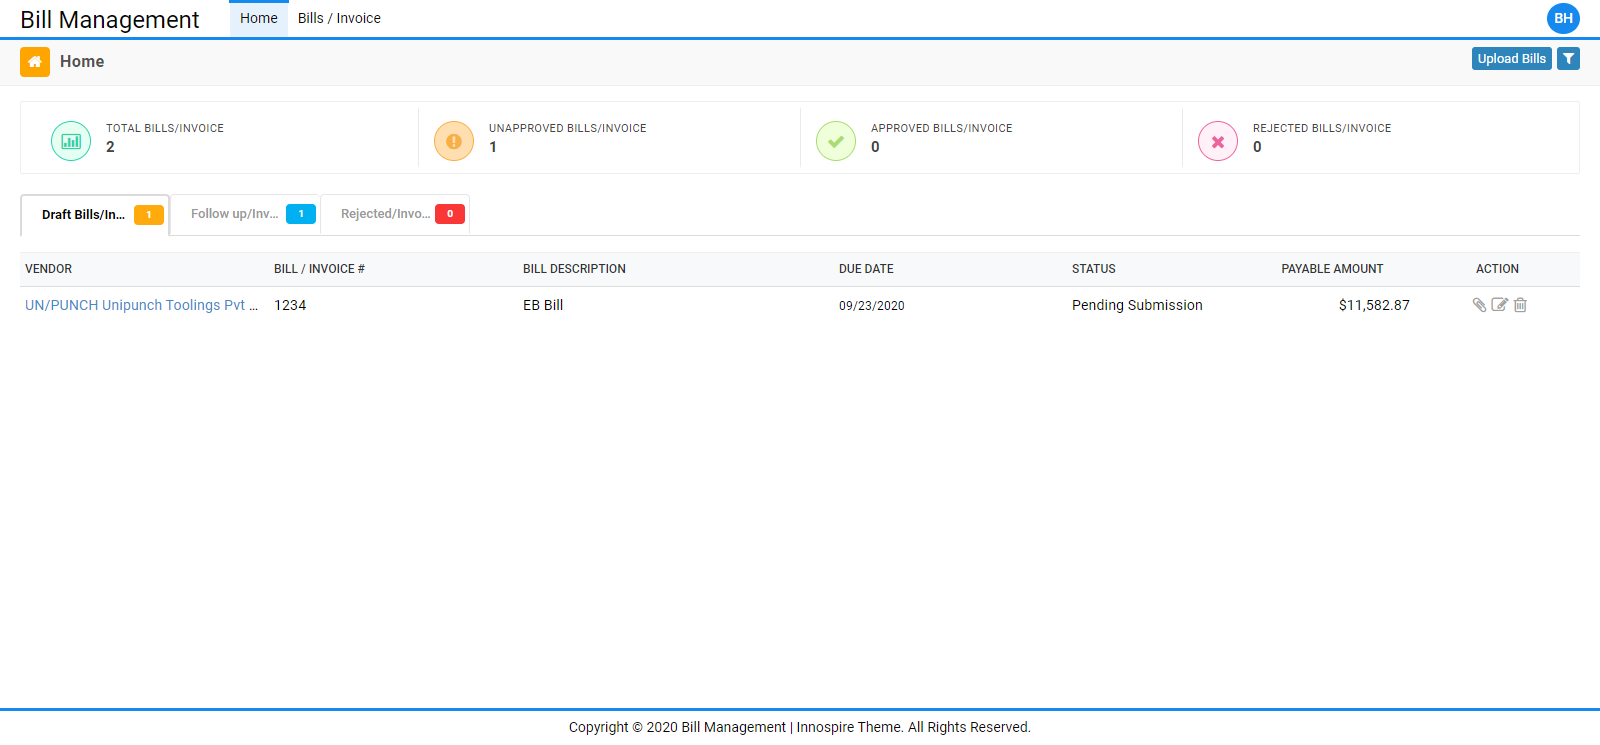 Bill Management
Home
Bills / Invoice
BH
Home
Upload Bills
TOTAL BILLS/INVOICE
2
UNAPPROVED BILLS/INVOICE
1
APPROVED BILLS/INVOICE
0
REJECTED BILLS/INVOICE
0
Draft Bills/In... 1
Follow up/Inv... 1
Rejected/Invo... 0
VENDOR BILL / INVOICE # BILL DESCRIPTION DUE DATE STATUS PAYABLE AMOUNT ACTION
UN/PUNCH Unipunch Toolings Pvt ... 1234 EB Bill 09/23/2020 Pending Submission $11,582.87
Copyright © 2020 Bill Management | Innospire Theme. All Rights Reserved.